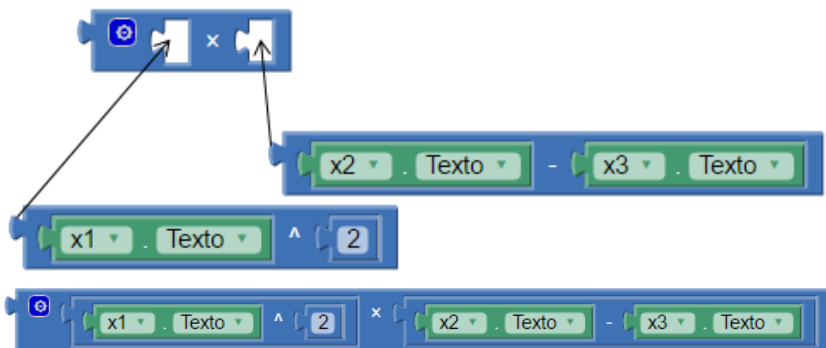 ×
x2 . Texto - x3 . Texto
x1 . Texto ^ 2
x1 . Texto ^ 2 × x2 . Texto - x3 . Texto